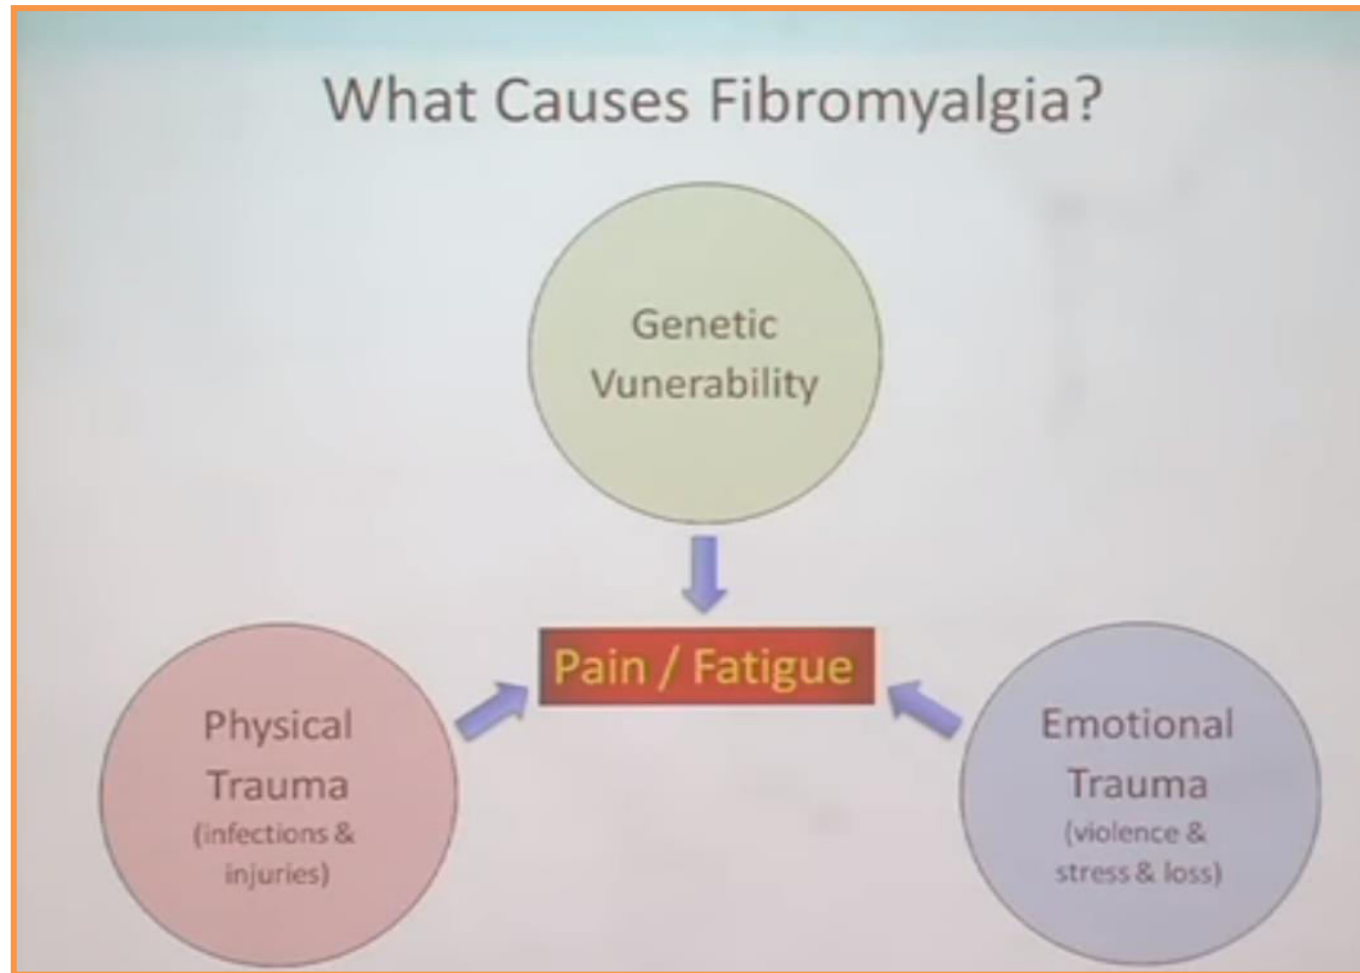 What Causes Fibromyalgia?
Genetic
Vunerability
Pain / Fatigue
Physical
Trauma
(infections &
injuries)
Emotional
Trauma
(violence &
stress & loss)